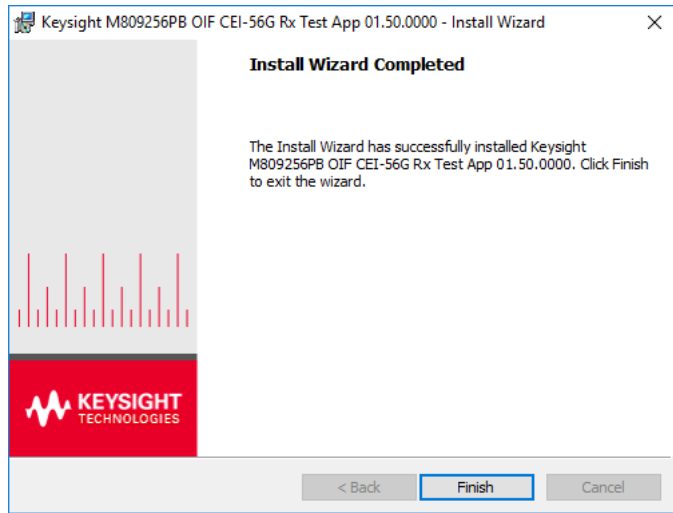 Keysight M809256PB OIF CEI-56G Rx Test App 01.50.0000 - Install Wizard
Install Wizard Completed
The Install Wizard has successfully installed Keysight
M809256PB OIF CEI-56G Rx Test App 01.50.0000. Click Finish
to exit the wizard.
KEYSIGHT
TECHNOLOGIES
< Back
Finish
Cancel